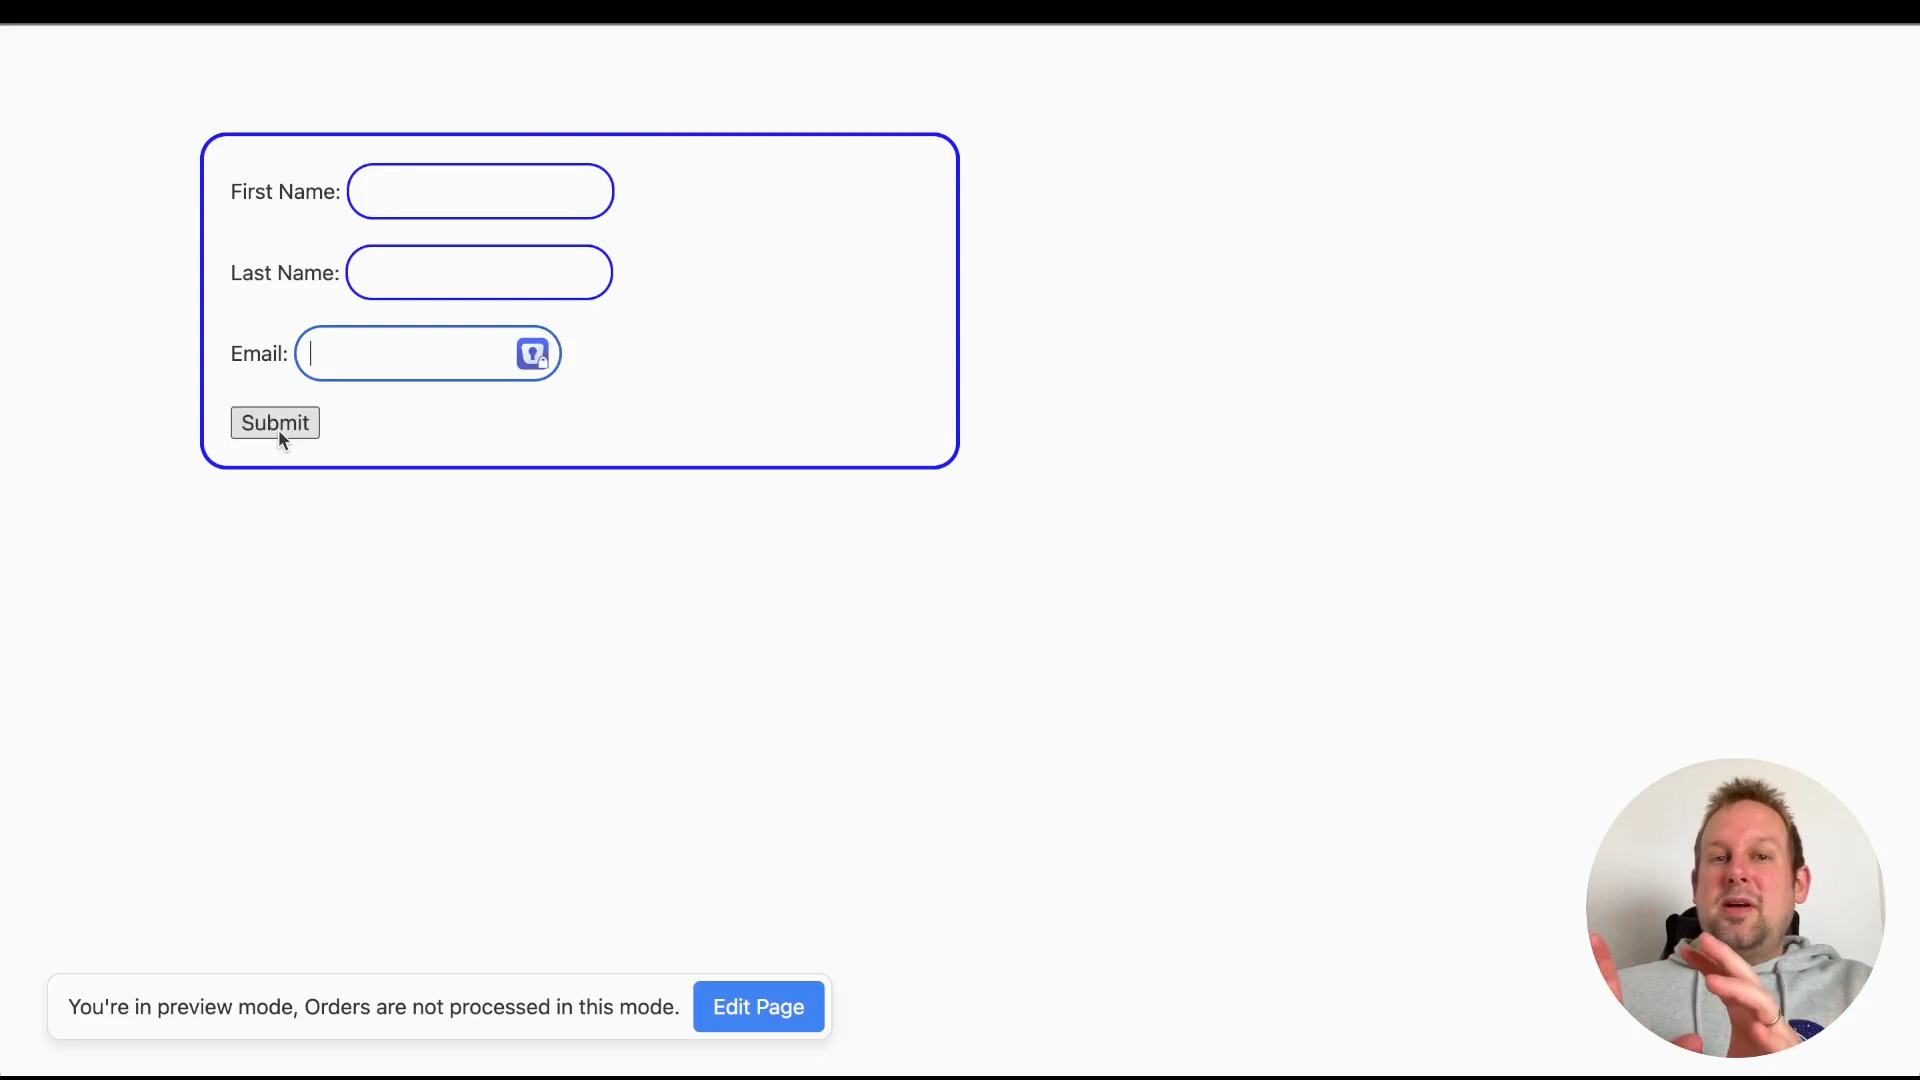 First Name:
Last Name:
Email:
Submit
You're in preview mode, Orders are not processed in this mode. Edit Page